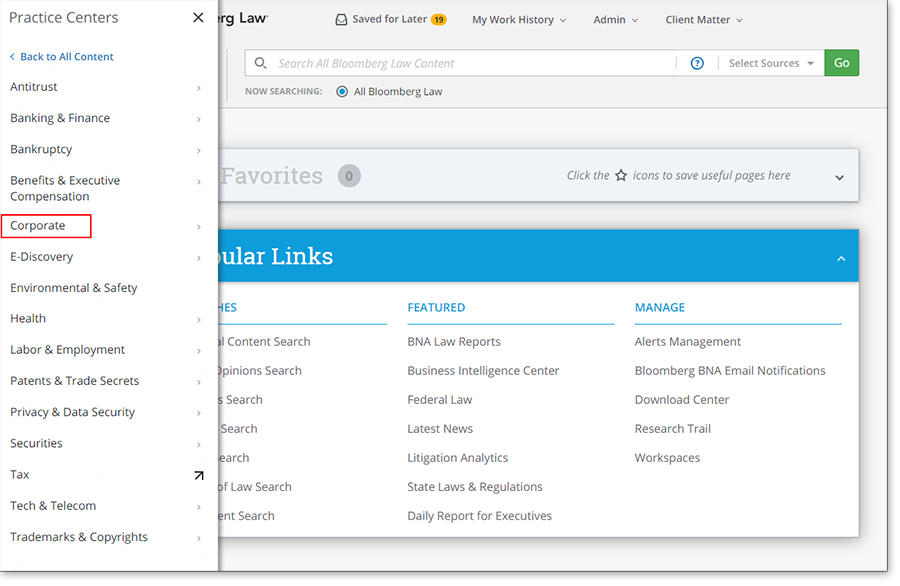 Practice Centers
Back to All Content
Antitrust
Banking & Finance
Bankruptcy
Benefits & Executive
Compensation
Corporate
E-Discovery
Environmental & Safety
Health
Labor & Employment
Patents & Trade Secrets
Privacy & Data Security
Securities
Tax
Tech & Telecom
Trademarks & Copyrights
rg Law
Saved for Later 19 My Work History Admin Client Matter
Search All Bloomberg Law Content ? Select Sources Go
NOW SEARCHING: All Bloomberg Law
Favorites 0 Click the icons to save useful pages here
ular Links
HES
al Content Search
Opinions Search
s Search
Search
earch
of Law Search
ent Search
FEATURED
BNA Law Reports
Business Intelligence Center
Federal Law
Latest News
Litigation Analytics
State Laws & Regulations
Daily Report for Executives
MANAGE
Alerts Management
Bloomberg BNA Email Notifications
Download Center
Research Trail
Workspaces